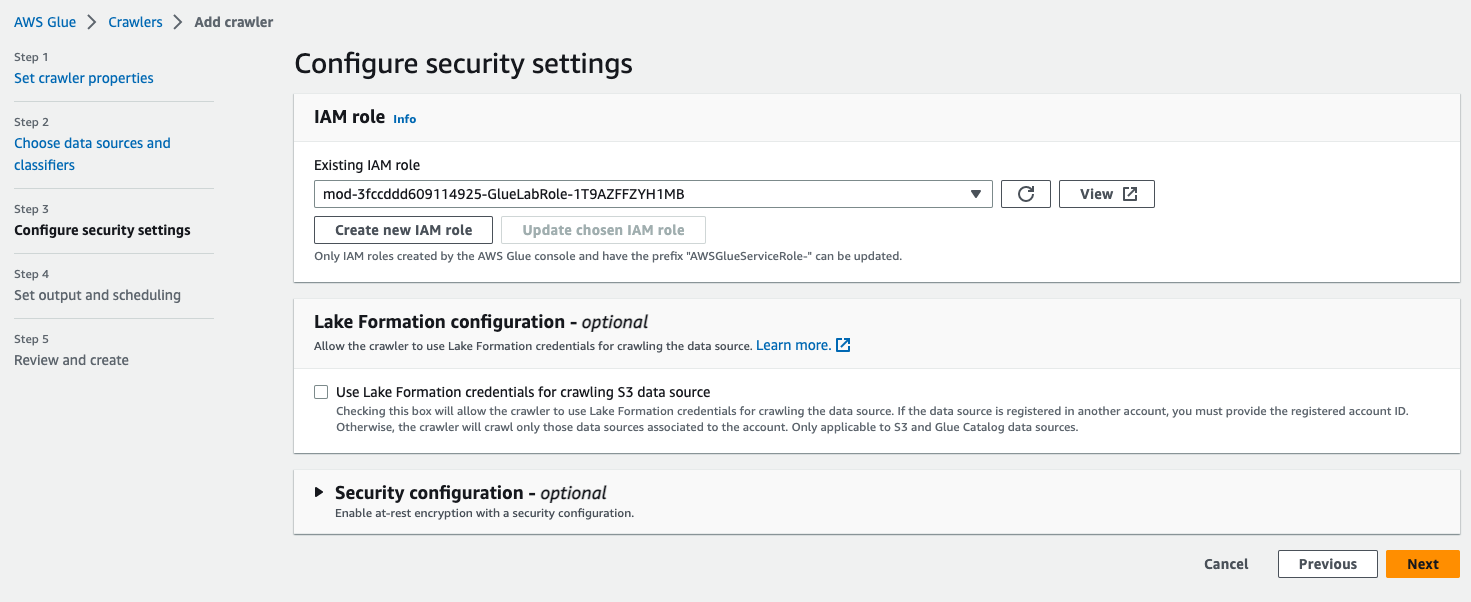 AWS Glue > Crawlers > Add crawler
Step 1
Set crawler properties
Step 2
Choose data sources and
classifiers
Step 3
Configure security settings
Step 4
Set output and scheduling
Step 5
Review and create
Configure security settings
IAM role Info
Existing IAM role
mod-3fccddd609114925-GlueLabRole-1T9AZFFZYH1MB
View
Create new IAM role Update chosen IAM role
Only IAM roles created by the AWS Glue console and have the prefix "AWSGlueServiceRole-" can be updated.
Lake Formation configuration - optional
Allow the crawler to use Lake Formation credentials for crawling the data source. Learn more.
Use Lake Formation credentials for crawling S3 data source
Checking this box will allow the crawler to use Lake Formation credentials for crawling the data source. If the data source is registered in another account, you must provide the registered account ID.
Otherwise, the crawler will crawl only those data sources associated to the account. Only applicable to S3 and Glue Catalog data sources.
Security configuration - optional
Enable at-rest encryption with a security configuration.
Cancel Previous Next